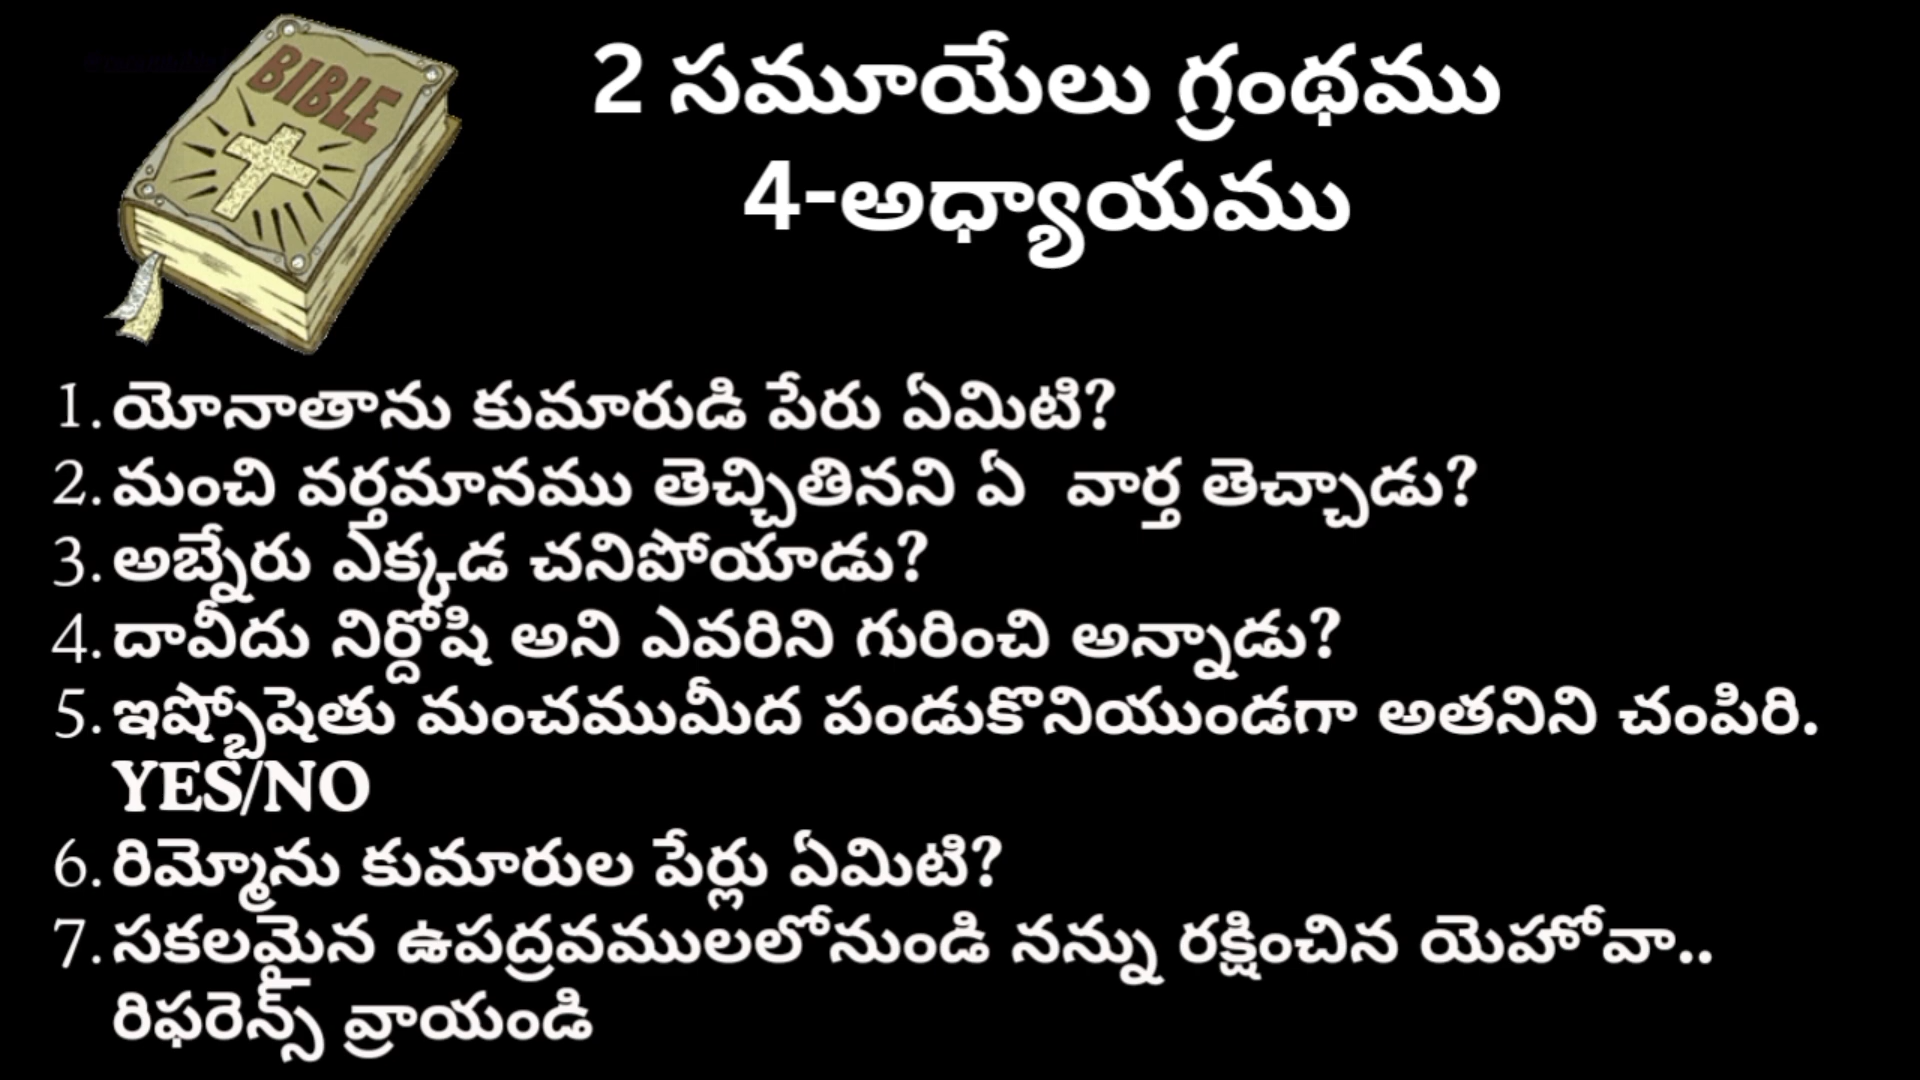 BIBLE
2 సమూయేలు గ్రంథము
4-అధ్యాయము
1. యోనాతాను కుమారుడి పేరు ఏమిటి?
2. మంచి వర్తమానము తెచ్చితినని ఏ వార్త తెచ్చాడు?
3. అబ్నేరు ఎక్కడ చనిపోయాడు?
4. దావీదు నిర్దోషి అని ఎవరిని గురించి అన్నాడు?
5. ఇష్బోషెతు మంచముమీద పండుకొనియుండగా అతనిని చంపిరి.
YES/NO
6. రిమ్మోను కుమారుల పేర్లు ఏమిటి?
7. సకలమైన ఉపద్రవములలోనుండి నన్ను రక్షించిన యెహోవా..
రిఫరెన్స్ వ్రాయండి